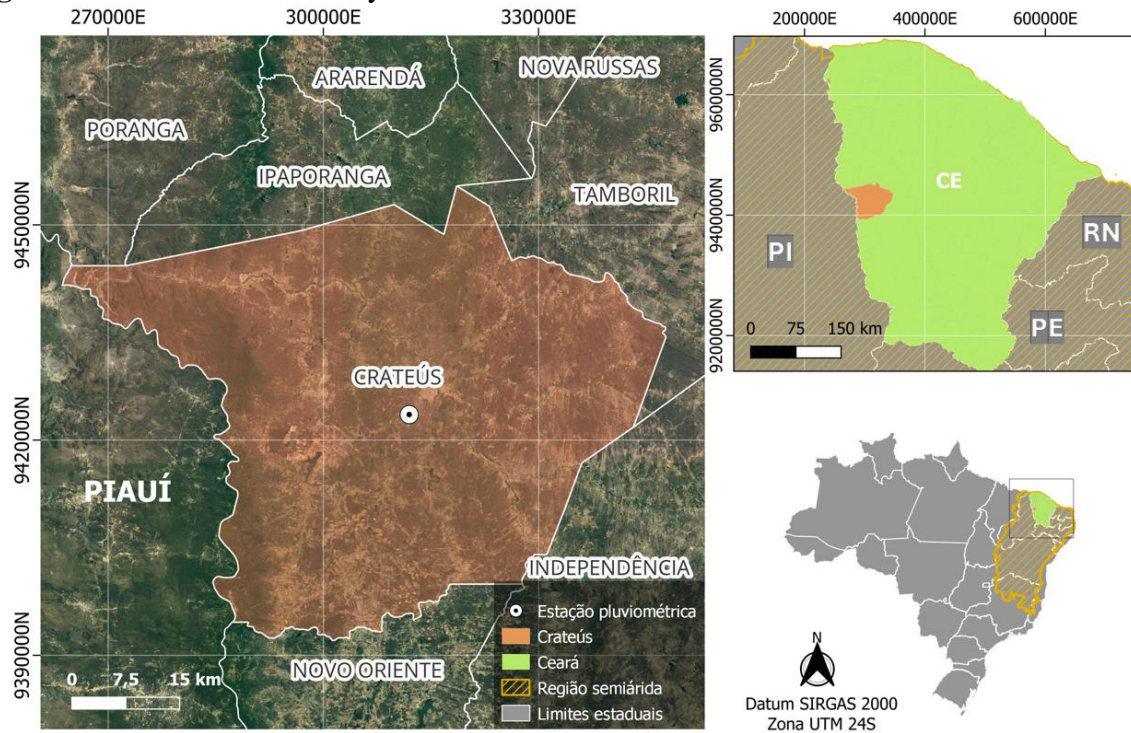 270000E 300000E 330000E
9450000N
9420000N
9390000N
ARARENDÁ
NOVA RUSSAS
PORANGA
IPAPORANGA
TAMBORIL
CRATEÚS
PIAUÍ
INDEPENDÊNCIA
NOVO ORIENTE
0 7,5 15 km
Estação pluviométrica
Crateús
Ceará
Região semiárida
Limites estaduais
200000E 400000E 600000E
9600000N
9400000N
9200000N
CE
PI
RN
PE
0 75 150 km
N
Datum SIRGAS 2000
Zona UTM 24S